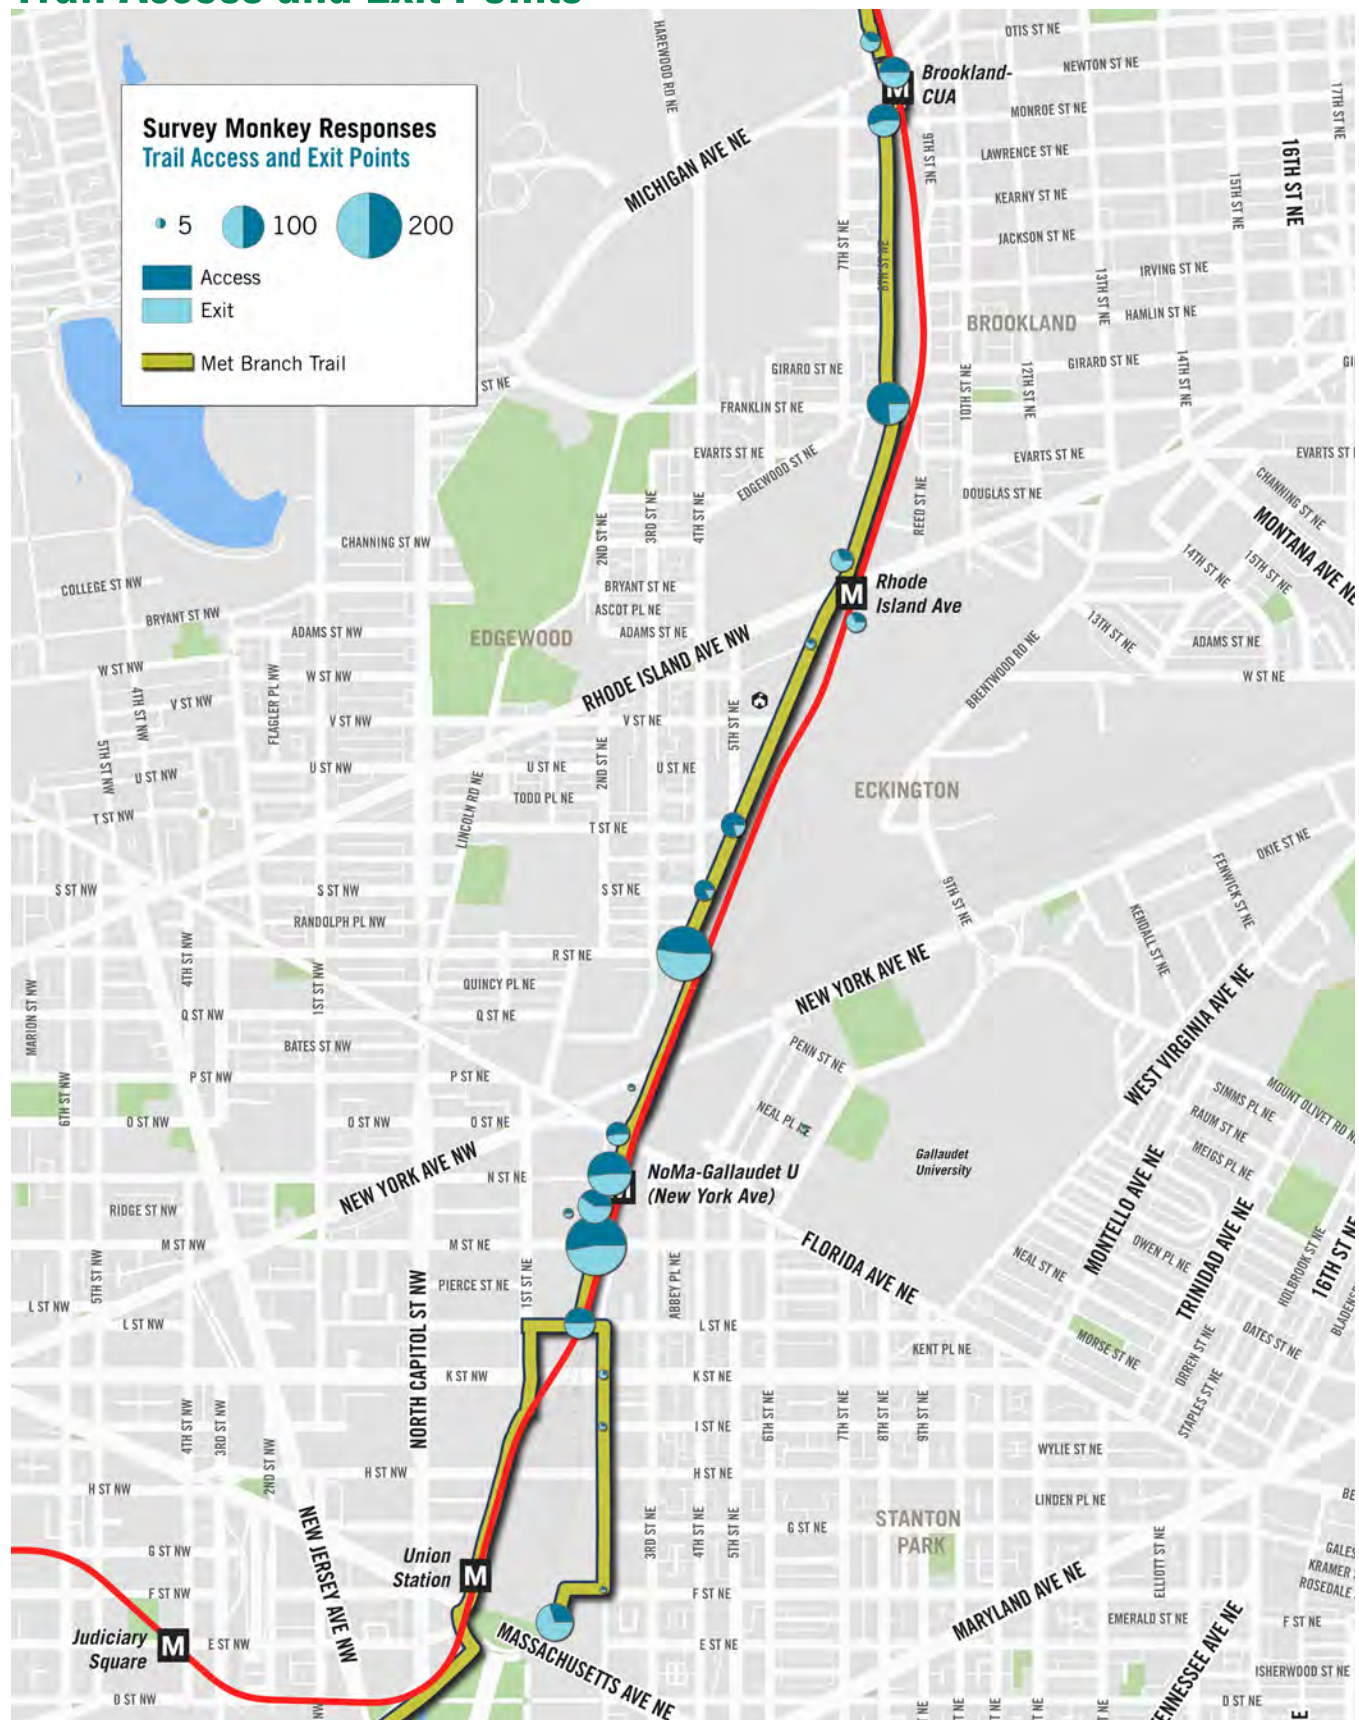 Trail Access and Exit Points
Survey Monkey Responses
Trail Access and Exit Points
5
100
200
Access
Exit
Met Branch Trail
OTIS ST NE
NEWTON ST NE
MONROE ST NE
LAWRENCE ST NE
KEARNY ST NE
JACKSON ST NE
IRVING ST NE
HAMLIN ST NE
GIRARD ST NE
Brookland-
CUA
M
HAREWOOD RD NE
MICHIGAN AVE NE
9TH ST NE
7TH ST NE
8TH ST NE
17TH ST NE
16TH ST NE
15TH ST NE
13TH ST NE
14TH ST NE
12TH ST NE
10TH ST NE
BROOKLAND
GI
ST NE
GIRARD ST NE
FRANKLIN ST NE
EVARTS ST NE
EDGEWOOD ST NE
EVARTS ST NE
EVARTS ST
DOUGLAS ST NE
REED ST NE
CHANNING ST NE
MONTANA AVE NE
14TH ST NE
15TH ST NE
13TH ST NE
ADAMS ST NE
W ST NE
BRENTWOOD RD NE
CHANNING ST NW
COLLEGE ST NW
BRYANT ST NW
ADAMS ST NW
W ST NW
W ST NW
V ST NW
V ST NW
U ST NW
U ST NW
T ST NW
4TH ST NW
5TH ST NW
FLAGLER PL NW
2ND ST NE
3RD ST NE
4TH ST NE
BRYANT ST NE
ASCOT PL NE
ADAMS ST NE
EDGEWOOD
RHODE ISLAND AVE NW
M
Rhode
Island Ave
V ST NE
5TH ST NE
U ST NE
U ST NE
2ND ST NE
TODD PL NE
T ST NE
LINCOLN RD NE
ECKINGTON
S ST NW
S ST NW
S ST NE
RANDOLPH PL NW
R ST NE
4TH ST NW
1ST ST NW
QUINCY PL NE
Q ST NW
Q ST NE
BATES ST NW
MARION ST NW
P ST NW
P ST NE
6TH ST NW
O ST NW
O ST NW
O ST NE
9TH ST NE
OKIE ST NE
FENWICK ST NE
KENDALL ST NE
NEW YORK AVE NE
WEST VIRGINIA AVE NE
PENN ST NE
NEAL PL NE
SIMMS PL NE
RAUM ST NE
MEIGS PL NE
MOUNT OLIVET RD N
Gallaudet
University
NEW YORK AVE NW
N ST NE
NoMa-Gallaudet U
(New York Ave)
M
RIDGE ST NW
M ST NW
M ST NE
FLORIDA AVE NE
MONTELLO AVE NE
TRINIDAD AVE NE
OWEN PL NE
NEAL ST NE
HOLBROOK ST NE
16TH ST NE
BLADENS
MORSE ST NE
ORREN ST NE
OATES ST NE
STAPLES ST NE
5TH ST NW
L ST NW
L ST NW
PIERCE ST NE
1ST ST NE
ABBEY PL NE
L ST NE
NORTH CAPITOL ST NW
K ST NW
K ST NE
KENT PL NE
4TH ST NW
3RD ST NW
2ND ST NW
I ST NE
6TH ST NE
7TH ST NE
8TH ST NE
9TH ST NE
WYLIE ST NE
H ST NW
H ST NW
H ST NE
LINDEN PL NE
BE
NEW JERSEY AVE NW
G ST NW
3RD ST NE
4TH ST NE
5TH ST NE
G ST NE
STANTON
PARK
ELLIOTT ST NE
GALES
KRAMER
ROSEDALE
Union
Station
M
F ST NW
F ST NE
MARYLAND AVE NE
EMERALD ST NE
F ST NE
Judiciary
Square
M
E ST NW
E ST NE
MASSACHUSETTS AVE NE
TENNESSEE AVE NE
ISHERWOOD ST NE
D ST NW
D ST NE
NW
NE
T NE
T NE
T NE
T NE
E